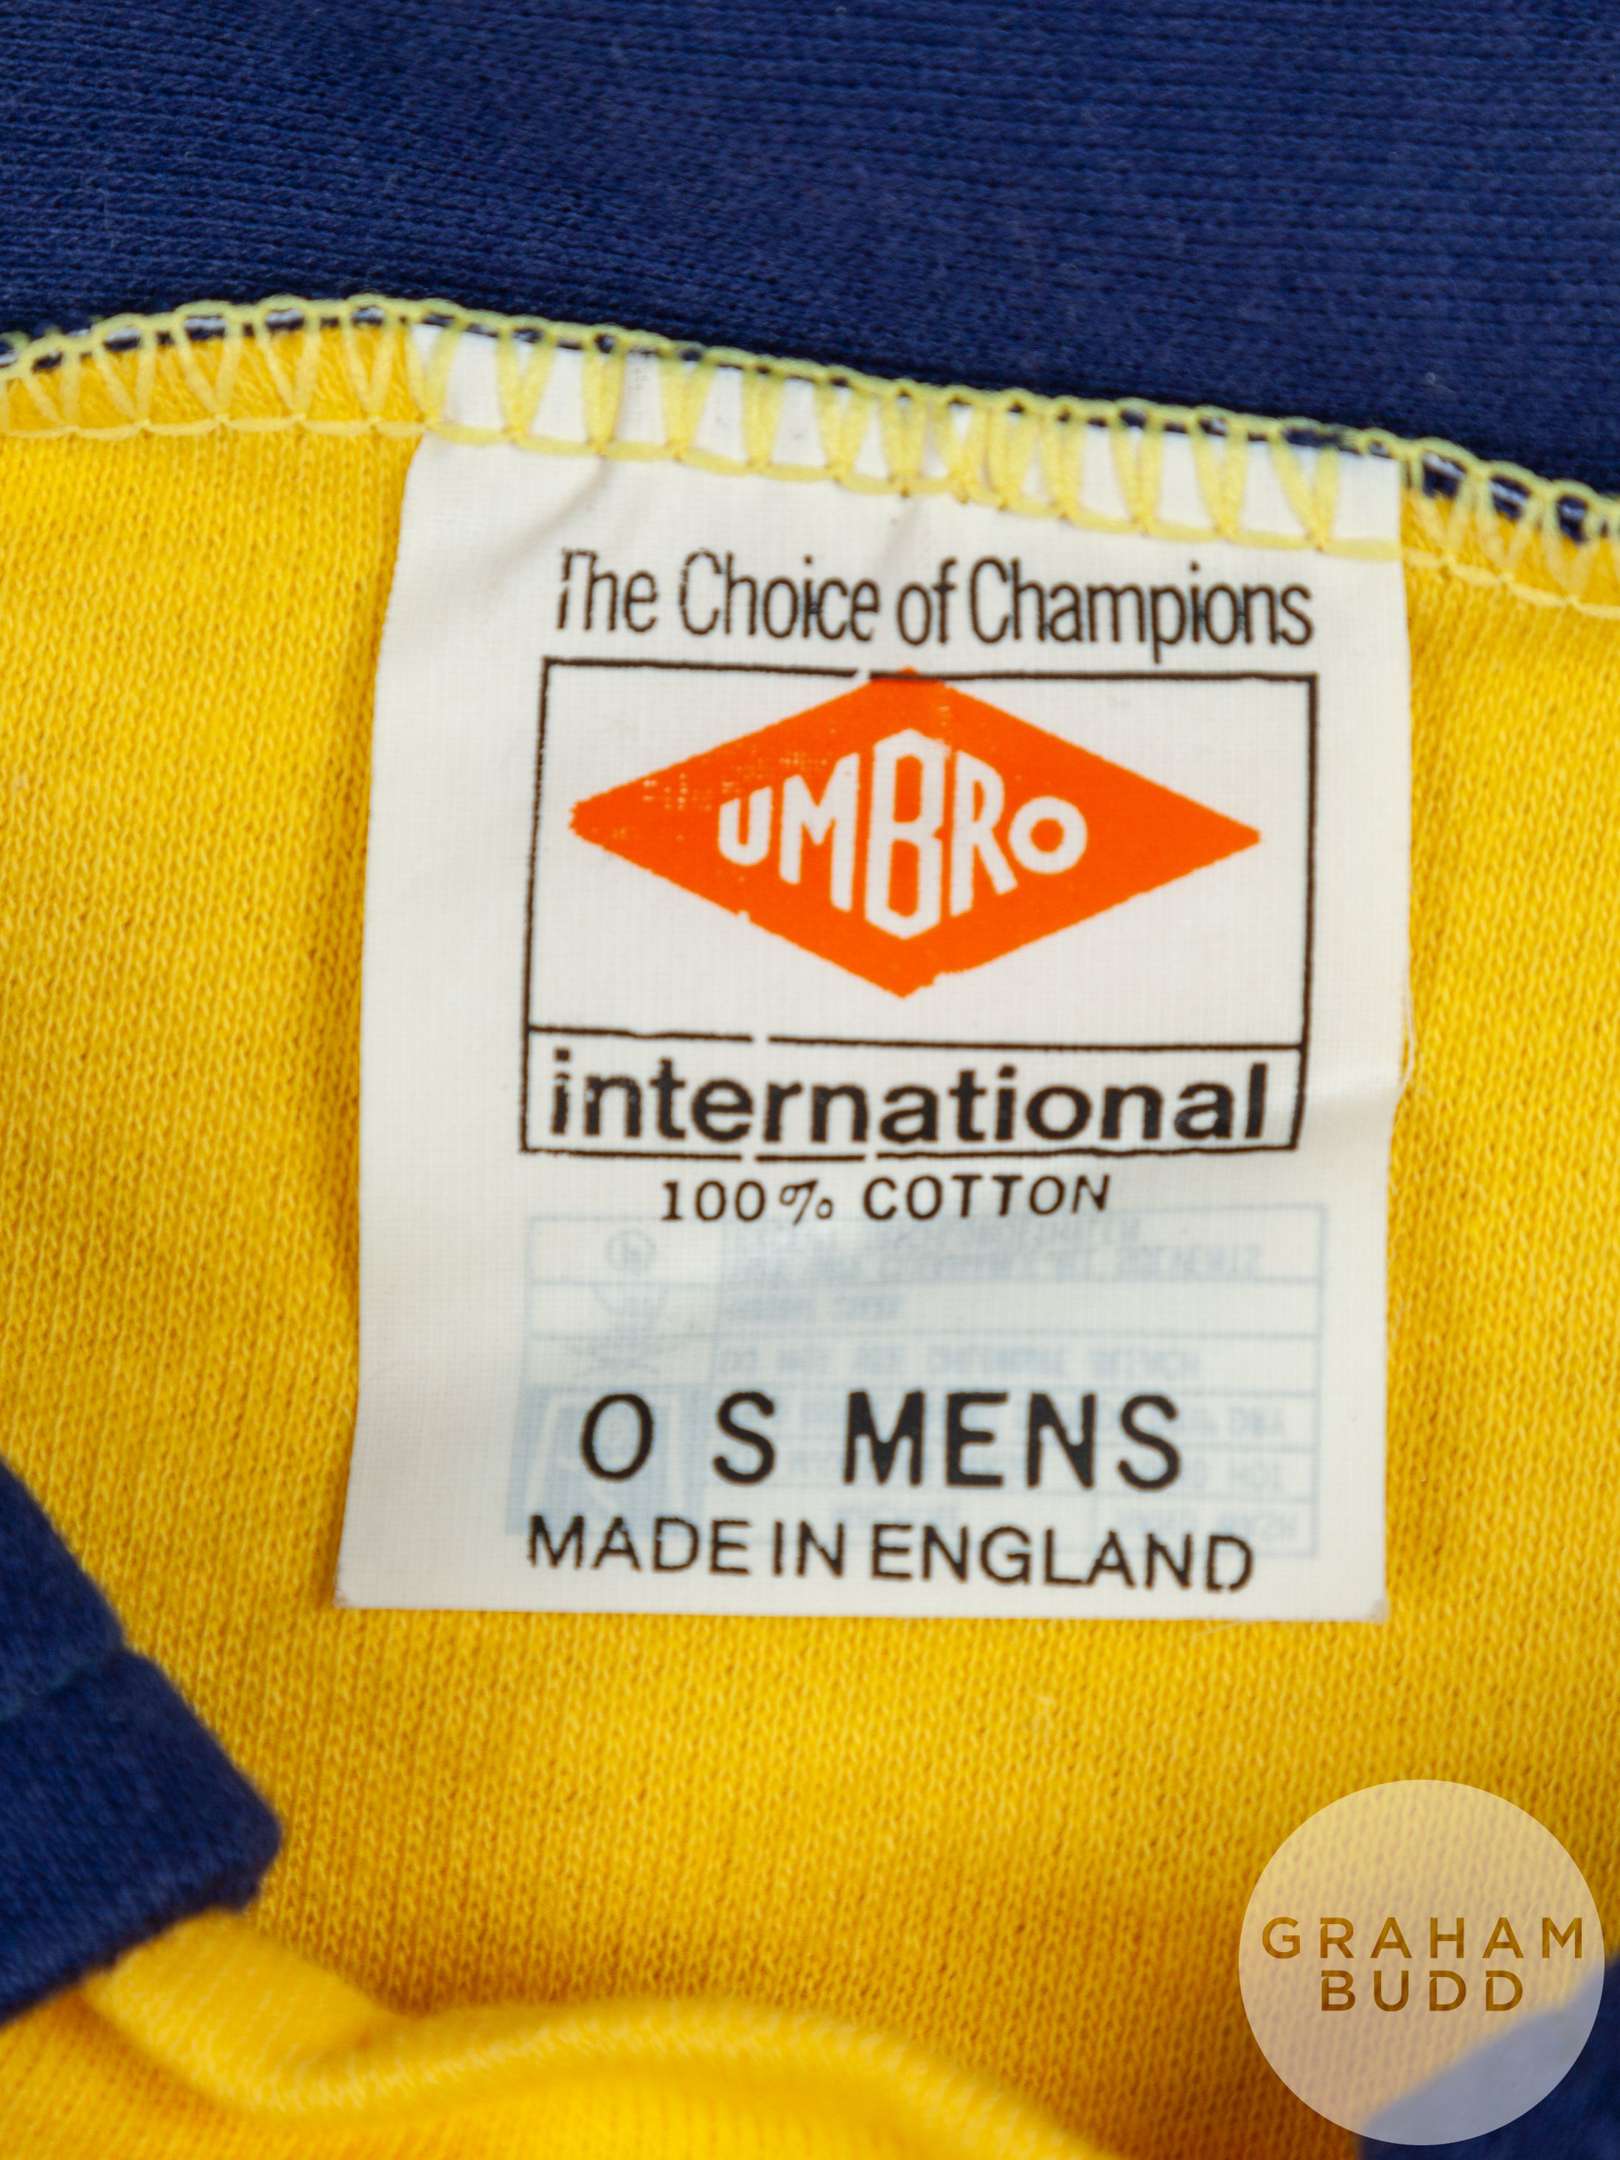 The Choice of Champions
UMBRO
international
100% COTTON
O S MENS
MADE IN ENGLAND
GRAHAM
BUDD